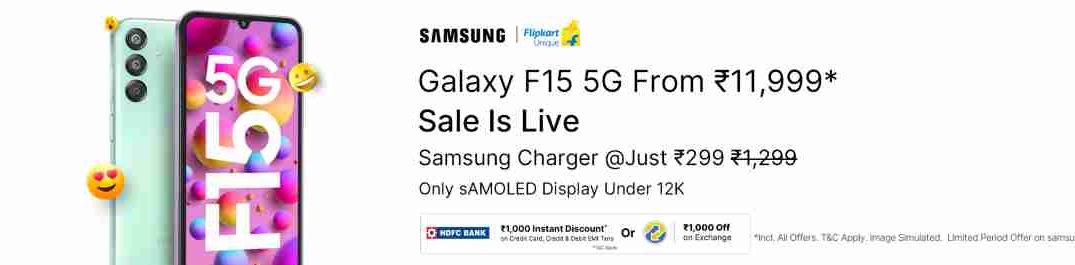 SAMSUNG | Flipkart Unique
Galaxy F15 5G From ₹11,999*
Sale Is Live
Samsung Charger @Just ₹299 ₹1,299
Only sAMOLED Display Under 12K
HDFC BANK ₹1,000 Instant Discount* on Credit Card, Credit & Debit EMI Txns *T&C Apply Or ₹1,000 Off on Exchange
*Incl. All Offers. T&C Apply. Image Simulated. Limited Period Offer on samsu
F15 5G